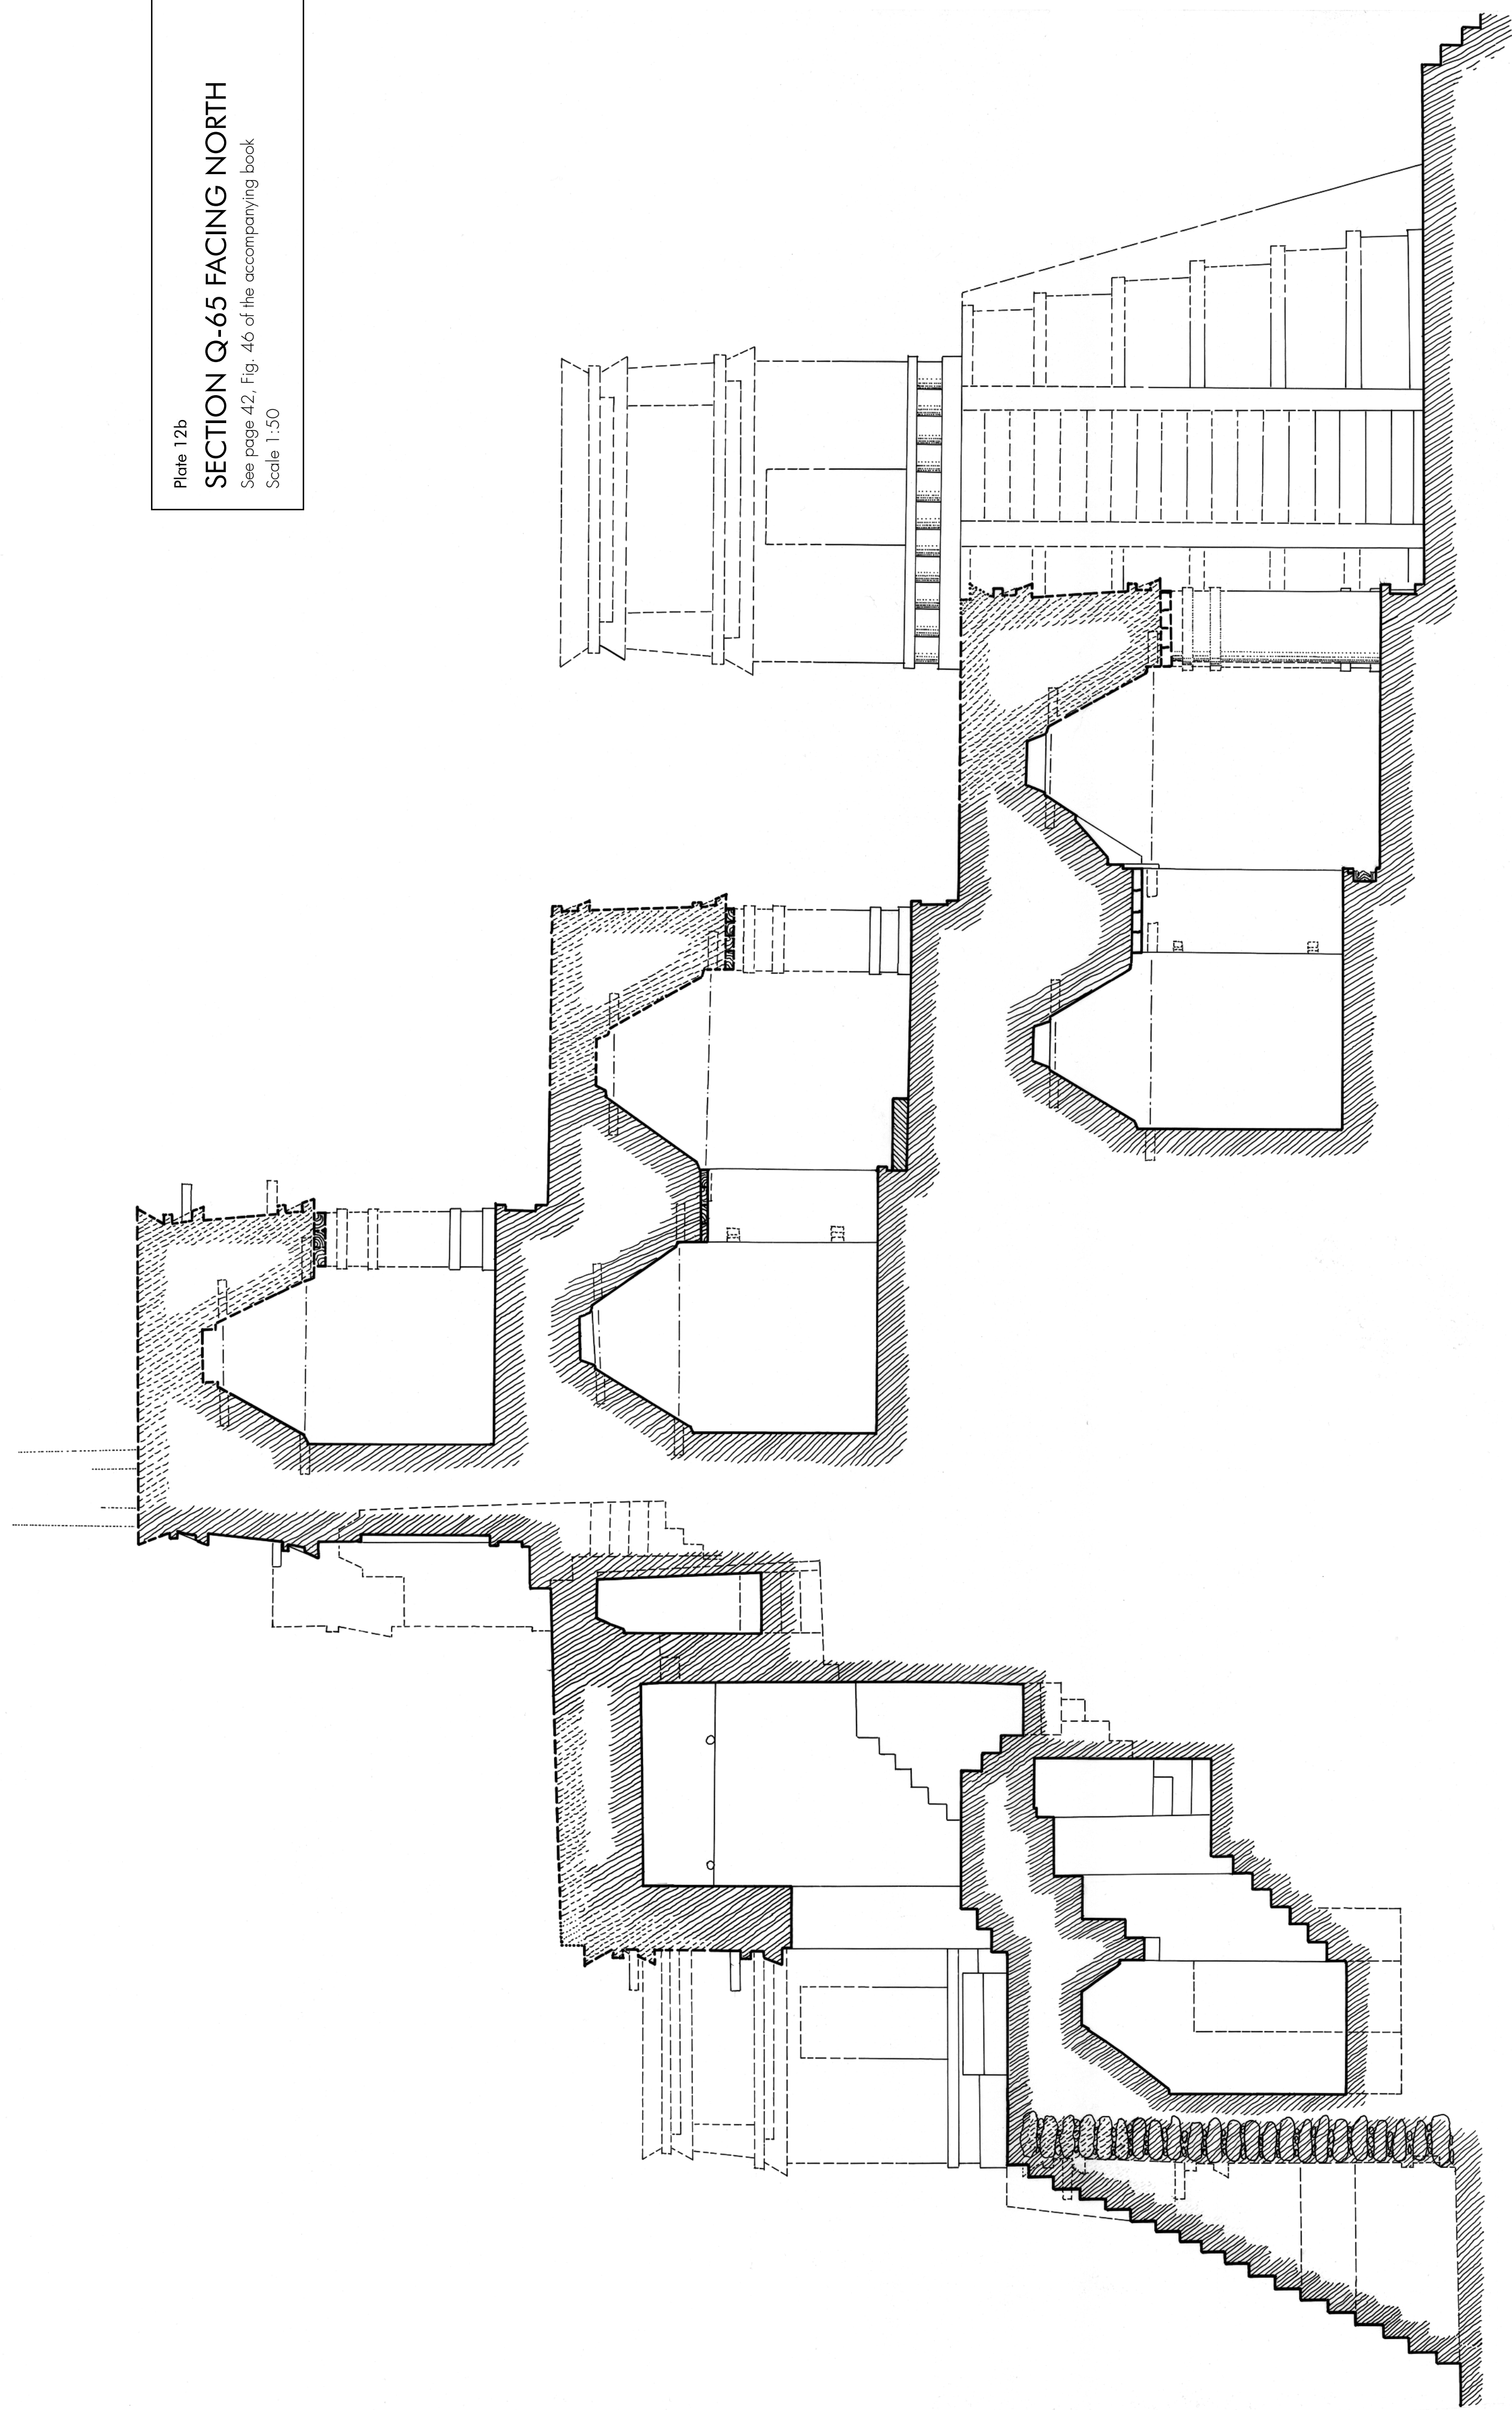 Plate 12b
SECTION Q-65 FACING NORTH
See page 42, Fig. 46 of the accompanying book
Scale 1:50